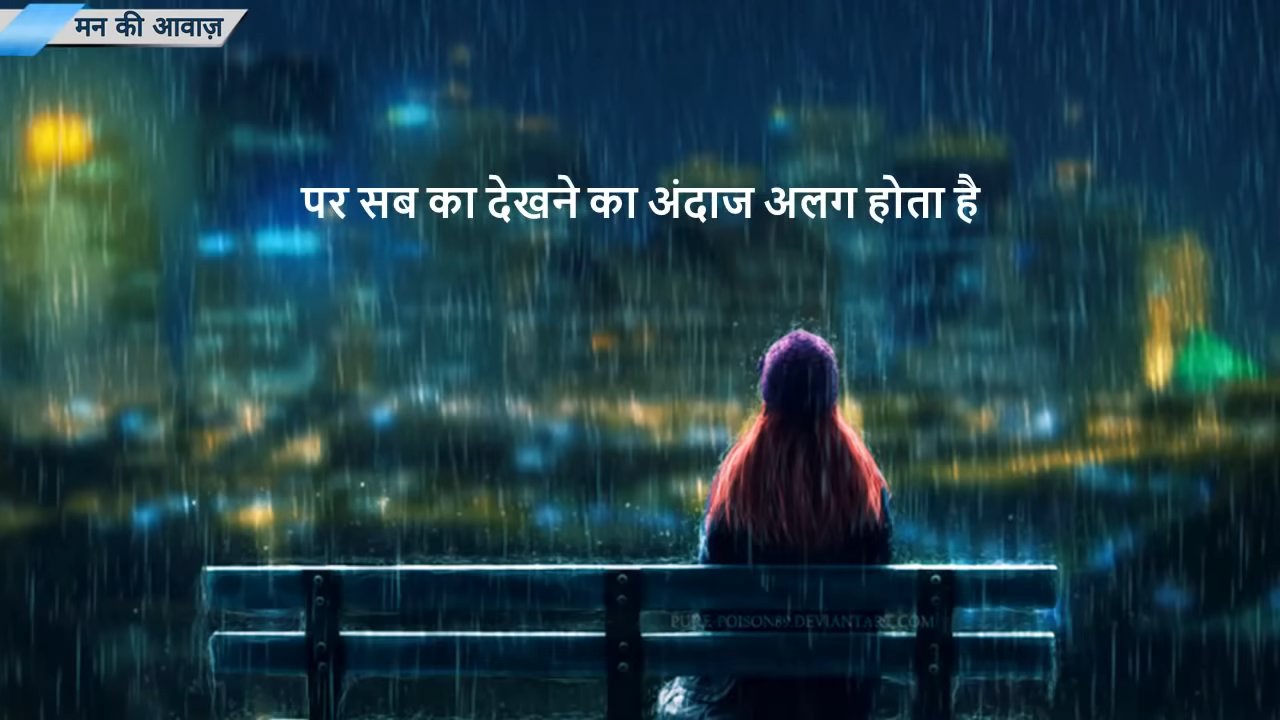 मन की आवाज़
पर सब का देखने का अंदाज अलग होता है
PURE-POISON89.DEVIANTART.COM